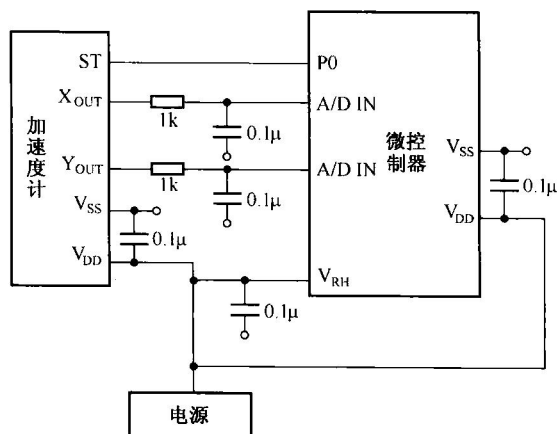 ST
P0
XOUT
1k
0.1μ
A/D IN
加速度计
微控制器
YOUT
1k
0.1μ
A/D IN
VSS
0.1μ
VDD
VSS
0.1μ
VDD
0.1μ
VRH
电源